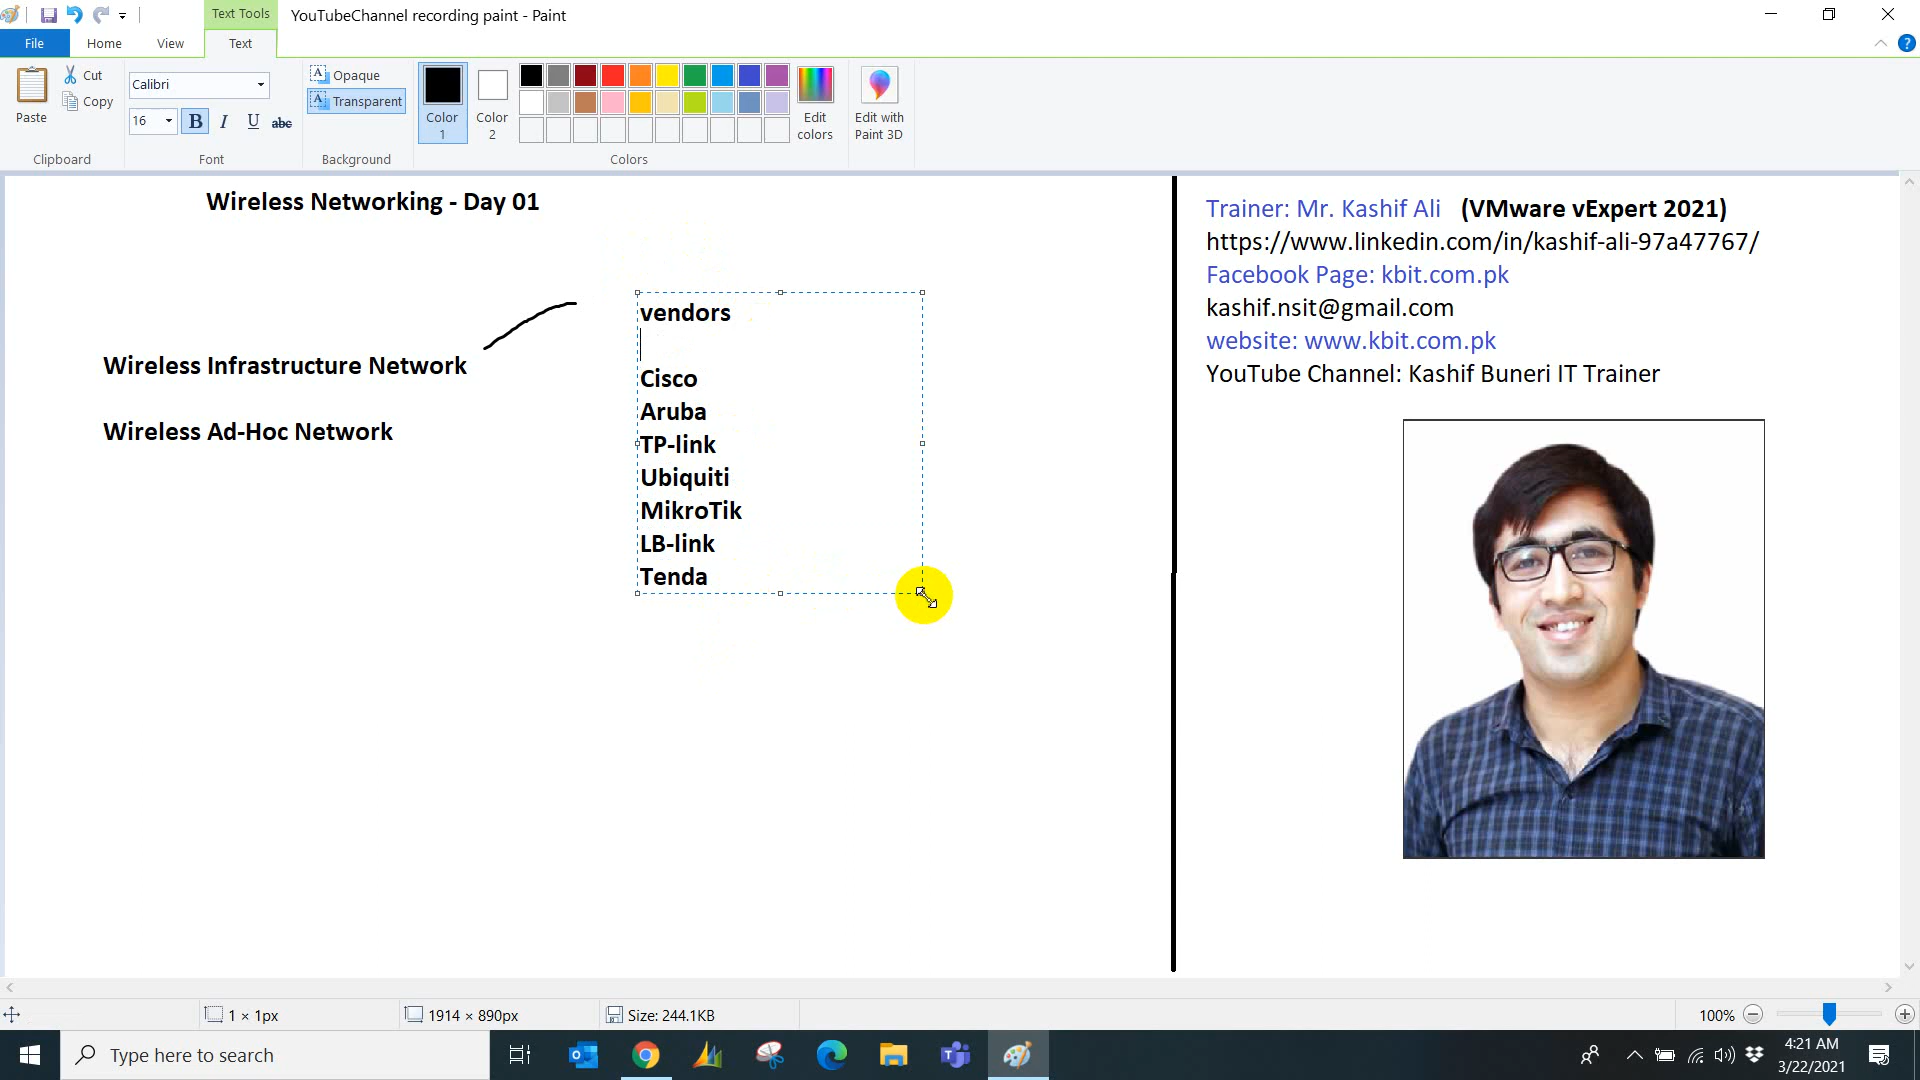 Text Tools
YouTubeChannel recording paint - Paint
File
Home
View
Text
Paste
Cut
Copy
Clipboard
Calibri
16
B
I
U
abc
Font
Opaque
Transparent
Background
Color
1
Color
2
Edit
colors
Colors
Edit with
Paint 3D
Wireless Networking - Day 01
Wireless Infrastructure Network
Wireless Ad-Hoc Network
vendors
Cisco
Aruba
TP-link
Ubiquiti
MikroTik
LB-link
Tenda
Trainer: Mr. Kashif Ali (VMware vExpert 2021)
https://www.linkedin.com/in/kashif-ali-97a47767/
Facebook Page: kbit.com.pk
kashif.nsit@gmail.com
website: www.kbit.com.pk
YouTube Channel: Kashif Buneri IT Trainer
1 × 1px
1914 × 890px
Size: 244.1KB
100%
Type here to search
4:21 AM
3/22/2021